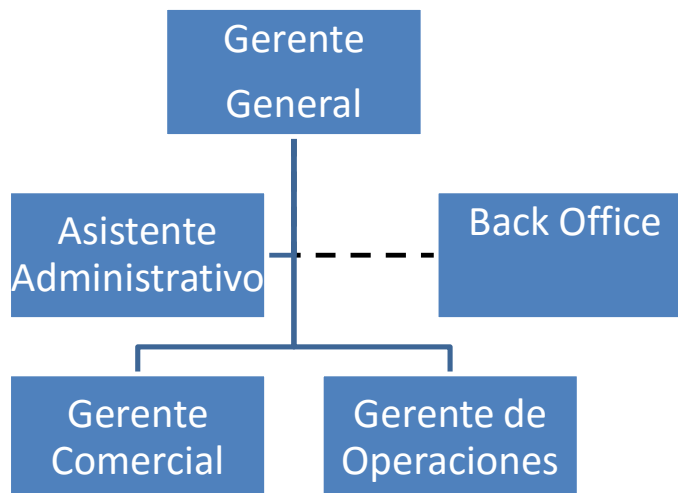 Gerente
General
Asistente
Administrativo
Back Office
Gerente
Comercial
Gerente de
Operaciones